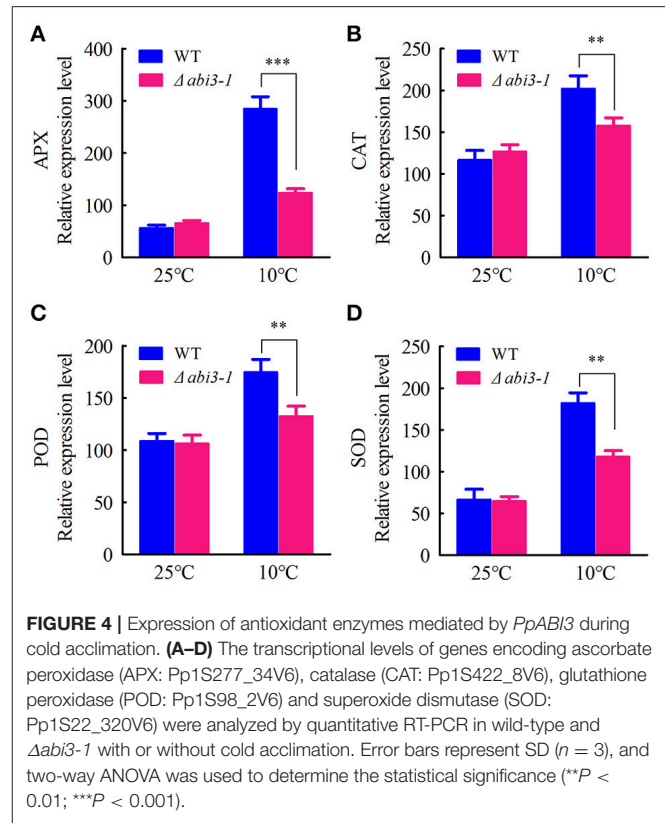 A
WT
Δ abi3-1
***
400
300
200
100
0
APX
Relative expression level
25℃
10℃
B
WT
Δ abi3-1
**
250
200
150
100
50
0
CAT
Relative expression level
25℃
10℃
C
WT
Δ abi3-1
**
200
150
100
50
0
POD
Relative expression level
25℃
10℃
D
WT
Δ abi3-1
**
250
200
150
100
50
0
SOD
Relative expression level
25℃
10℃
FIGURE 4 | Expression of antioxidant enzymes mediated by PpABI3 during
cold acclimation. (A–D) The transcriptional levels of genes encoding ascorbate
peroxidase (APX: Pp1S277_34V6), catalase (CAT: Pp1S422_8V6), glutathione
peroxidase (POD: Pp1S98_2V6) and superoxide dismutase (SOD:
Pp1S22_320V6) were analyzed by quantitative RT-PCR in wild-type and
Δabi3-1 with or without cold acclimation. Error bars represent SD (n = 3), and
two-way ANOVA was used to determine the statistical significance (**P <
0.01; ***P < 0.001).